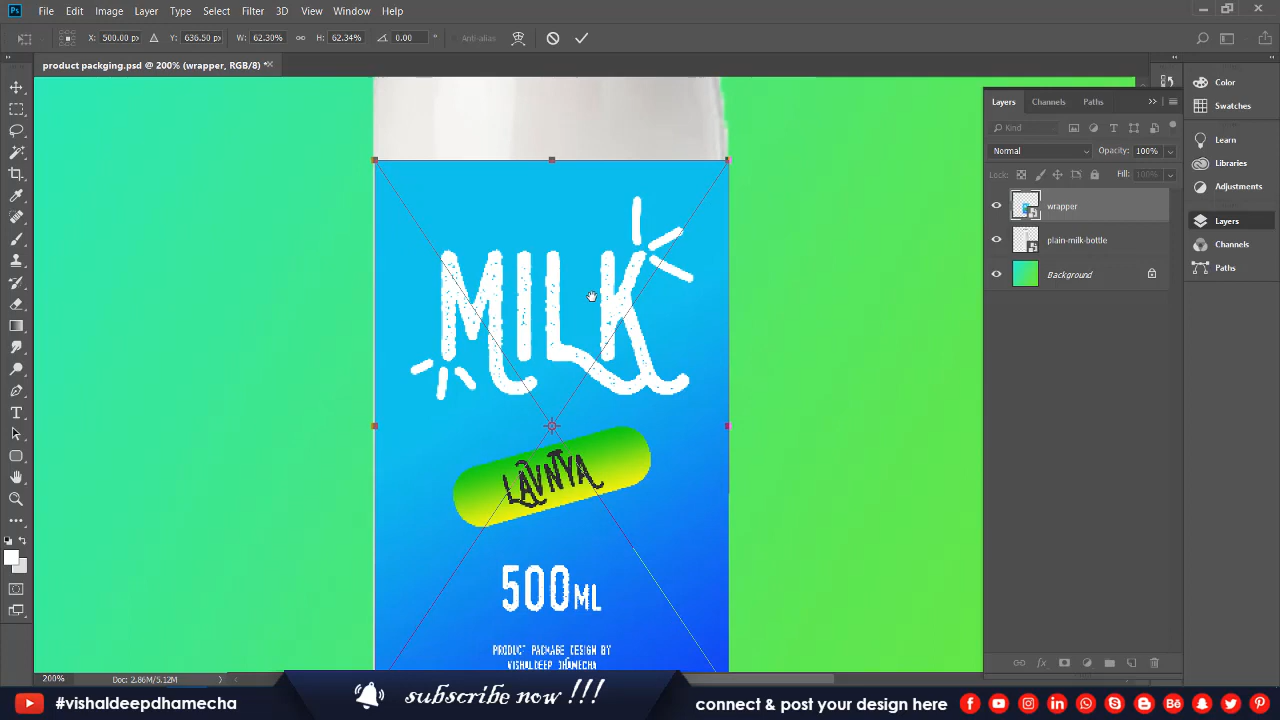 Ps File Edit Image Layer Type Select Filter 3D View Window Help
X: 500.00 px Y: 636.50 px W: 62.30% H: 62.34% 0.00 ° Anti-alias
product packging.psd @ 200% (wrapper, RGB/8) *
Color
Swatches
Learn
Libraries
Adjustments
Layers
Channels
Paths
Layers Channels Paths
Kind
Normal Opacity: 100%
Lock: Fill: 100%
wrapper
plain-milk-bottle
Background
MILK
LAVNYA
500ML
PRODUCT PACKAGE DESIGN BY
VISHALDEEP DHAMECHA
200% Doc: 2.86M/5.12M
#vishaldeepdhamecha
subscribe now !!!
connect & post your design here